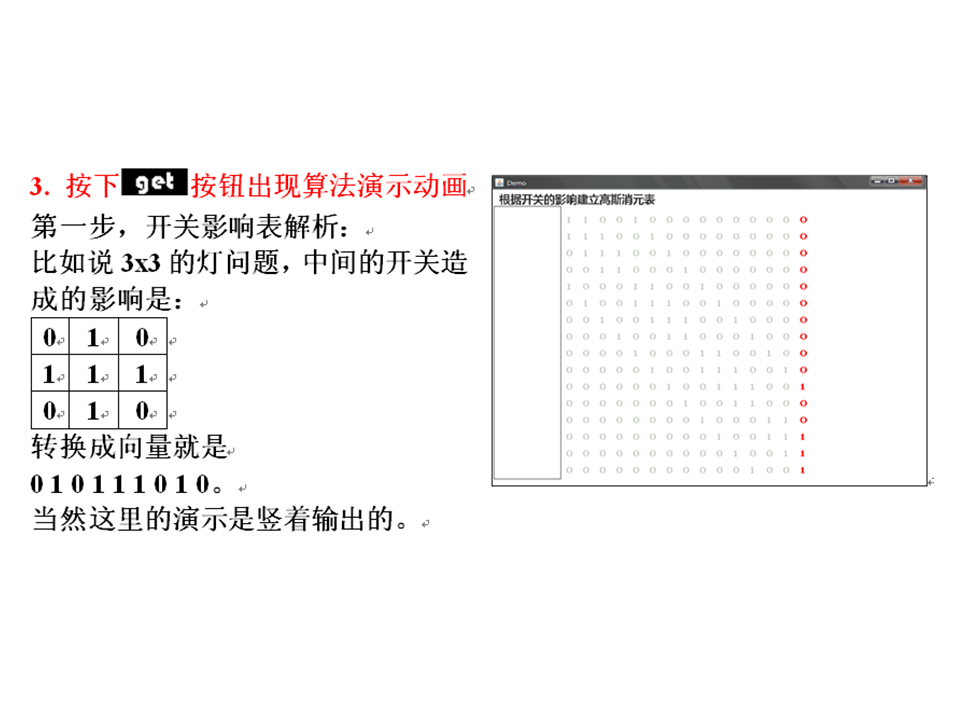 3. 按下 get 按钮出现算法演示动画
第一步，开关影响表解析：
比如说 3x3 的灯问题，中间的开关造
成的影响是：
0 1 0
1 1 1
0 1 0
转换成向量就是
0 1 0 1 1 1 0 1 0。
当然这里的演示是竖着输出的。
Demo
根据开关的影响建立高斯消元表
1 1 0 0 1 0 0 0 0 0 0 0 0 0 0
1 1 1 0 0 1 0 0 0 0 0 0 0 0 0
0 1 1 1 0 0 1 0 0 0 0 0 0 0 0
0 0 1 1 0 0 0 1 0 0 0 0 0 0 0
1 0 0 0 1 1 0 0 1 0 0 0 0 0 0
0 1 0 0 1 1 1 0 0 1 0 0 0 0 0
0 0 1 0 0 1 1 1 0 0 1 0 0 0 0
0 0 0 1 0 0 1 1 0 0 0 1 0 0 0
0 0 0 0 1 0 0 0 1 1 0 0 1 0 0
0 0 0 0 0 1 0 0 1 1 1 0 0 1 0
0 0 0 0 0 0 1 0 0 1 1 1 0 0 1
0 0 0 0 0 0 0 1 0 0 1 1 0 0 0
0 0 0 0 0 0 0 0 1 0 0 0 1 1 0
0 0 0 0 0 0 0 0 0 1 0 0 1 1 1
0 0 0 0 0 0 0 0 0 0 1 0 0 1 1
0 0 0 0 0 0 0 0 0 0 0 1 0 0 1